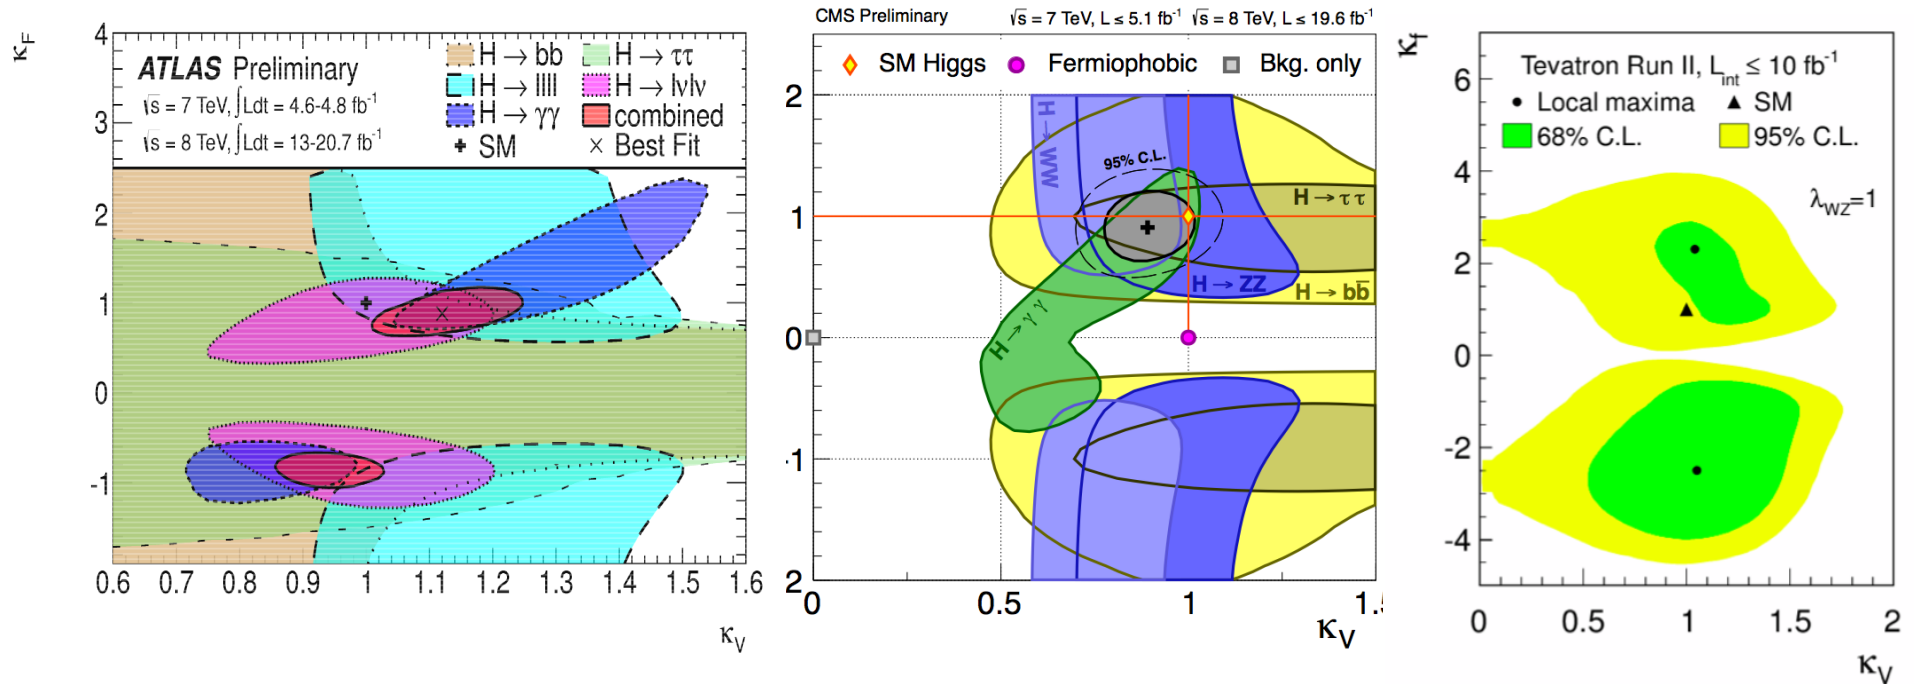 κF
4
3
2
1
0
-1
ATLAS Preliminary
√s = 7 TeV, ∫Ldt = 4.6-4.8 fb-1
√s = 8 TeV, ∫Ldt = 13-20.7 fb-1
H→bb
H→ττ
H→llll
H→lνlν
H→γγ
combined
SM
Best Fit
0.6 0.7 0.8 0.9 1 1.1 1.2 1.3 1.4 1.5 1.6
κV
CMS Preliminary √s = 7 TeV, L ≤ 5.1 fb-1 √s = 8 TeV, L ≤ 19.6 fb-1
SM Higgs Fermiophobic Bkg. only
2
1
0
1
2
H→WW
95% C.L.
H→ττ
H→ZZ
H→bb̅
H→γγ
0 0.5 1 1.
κV
κf
6
4
2
0
-2
-4
Tevatron Run II, Lint ≤ 10 fb-1
Local maxima SM
68% C.L. 95% C.L.
λWZ=1
0 0.5 1 1.5 2
κV